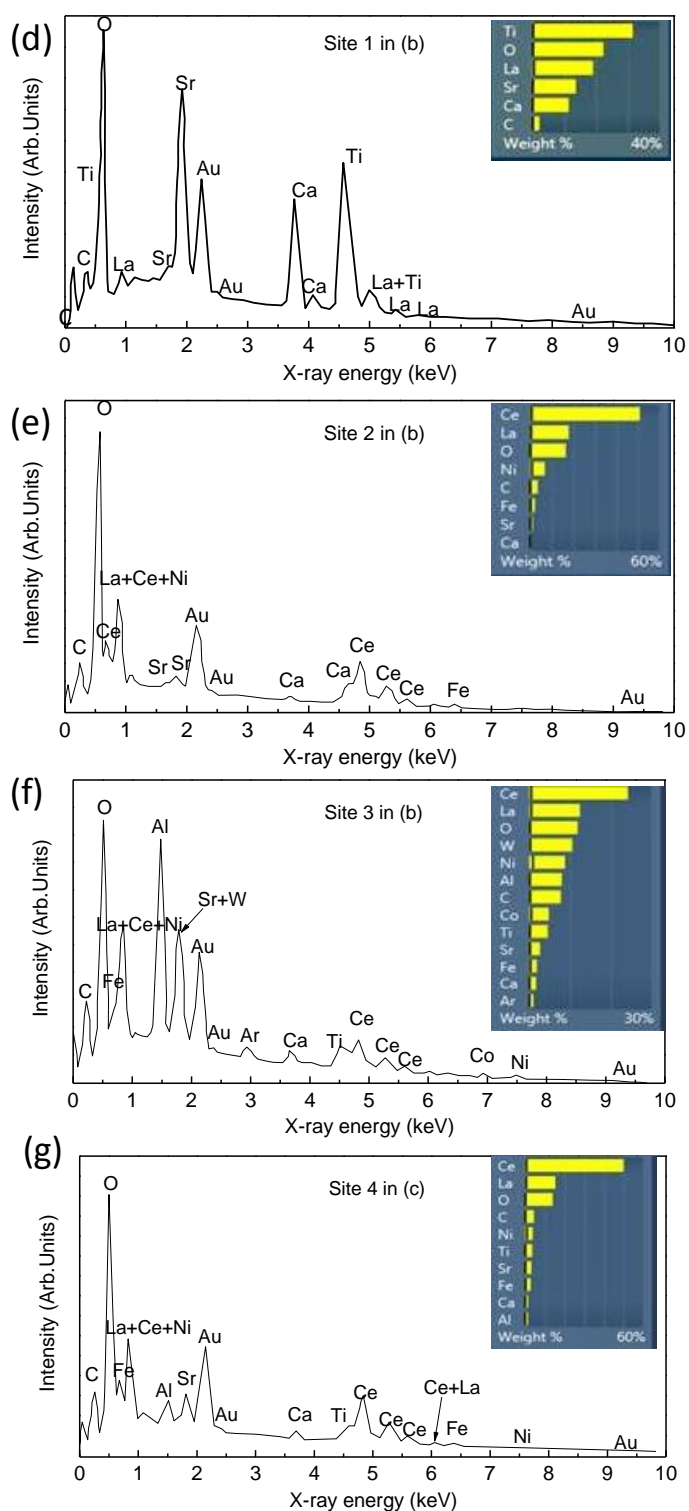 (d)
Site 1 in (b)
Intensity (Arb.Units)
O
Ti
C
C
La
Sr
Sr
Au
Au
Ca
Ca
Ti
La+Ti
La
La
Au
Ti
O
La
Sr
Ca
C
Weight % 40%
0 1 2 3 4 5 6 7 8 9 10
X-ray energy (keV)
(e)
Site 2 in (b)
Intensity (Arb.Units)
O
La+Ce+Ni
C
Ce
Sr
Sr
Au
Au
Ca
Ca
Ce
Ce
Ce
Fe
Au
Ce
La
O
Ni
C
Fe
Sr
Ca
Weight % 60%
0 1 2 3 4 5 6 7 8 9 10
X-ray energy (keV)
(f)
Site 3 in (b)
Intensity (Arb.Units)
O
Al
Sr+W
La+Ce+Ni
Fe
C
Au
Au
Ar
Ca
Ti
Ce
Ce
Ce
Co
Ni
Au
Ce
La
O
W
Ni
Al
C
Co
Ti
Sr
Fe
Ca
Ar
Weight % 30%
0 1 2 3 4 5 6 7 8 9 10
X-ray energy (keV)
(g)
Site 4 in (c)
Intensity (Arb.Units)
O
La+Ce+Ni
C
Fe
Al
Sr
Au
Au
Ca
Ti
Ce
Ce
Ce
Ce+La
Fe
Ni
Au
Ce
La
O
C
Ni
Ti
Sr
Fe
Ca
Al
Weight % 60%
0 1 2 3 4 5 6 7 8 9 10
X-ray energy (keV)